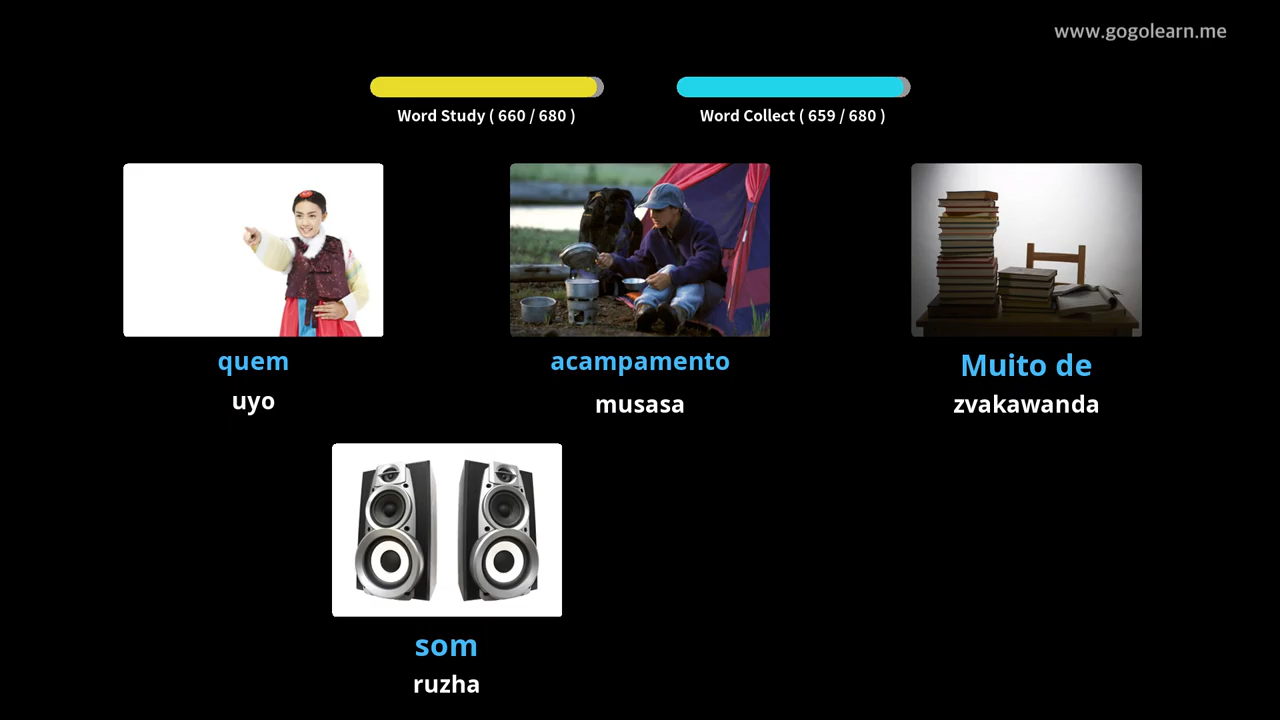 www.gogolearn.me
Word Study ( 660 / 680 )
Word Collect ( 659 / 680 )
quem
uyo
acampamento
musasa
Muito de
zvakawanda
som
ruzha